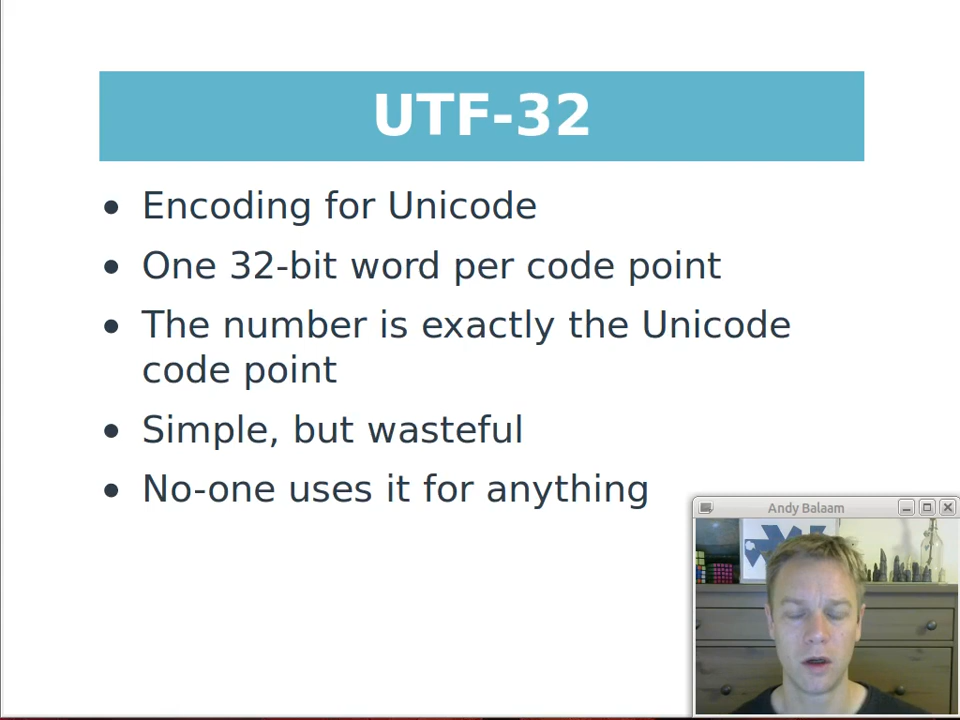 UTF-32
• Encoding for Unicode
• One 32-bit word per code point
• The number is exactly the Unicode
code point
• Simple, but wasteful
• No-one uses it for anything
Andy Balaam